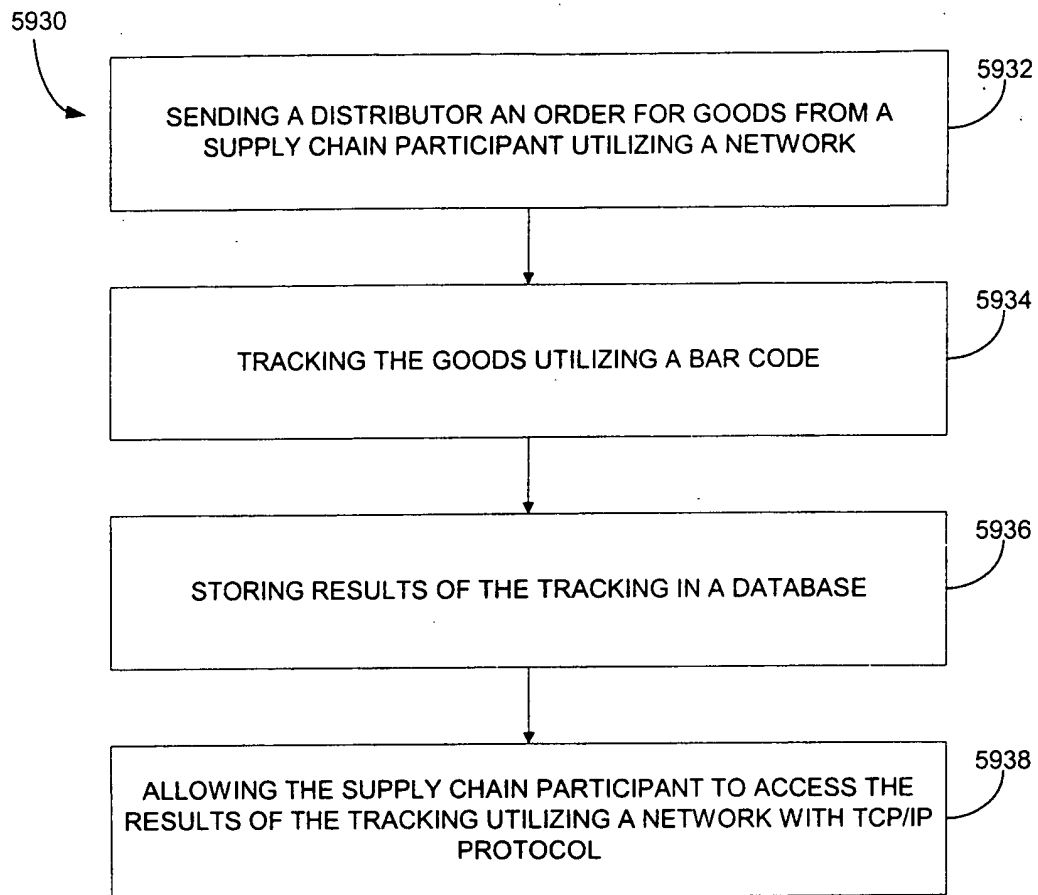 5930
5932
SENDING A DISTRIBUTOR AN ORDER FOR GOODS FROM A
SUPPLY CHAIN PARTICIPANT UTILIZING A NETWORK
5934
TRACKING THE GOODS UTILIZING A BAR CODE
5936
STORING RESULTS OF THE TRACKING IN A DATABASE
5938
ALLOWING THE SUPPLY CHAIN PARTICIPANT TO ACCESS THE
RESULTS OF THE TRACKING UTILIZING A NETWORK WITH TCP/IP
PROTOCOL